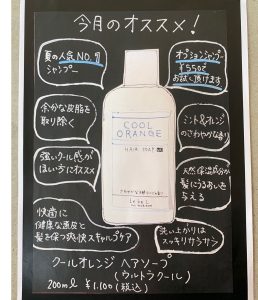 今月のオススメ!
夏の人気NO.1
シャンプー
オプションシャンプー
¥550で
お試し頂けます
余分な皮脂を
取り除く
ミント&オレンジ
のさわやかな香り
強いクール感が
ほしい方にオススメ
天然保湿成分が
髪にうるおいを
与える
快適に
健康な頭皮と
髪を保つ爽快スキャルプケア
洗い上がりは
スッキリサラサラ
COOL
ORANGE
HAIR SOAP
クールオレンジ ヘアソープ
(ウルトラクール)
200ml ¥1,100(税込)